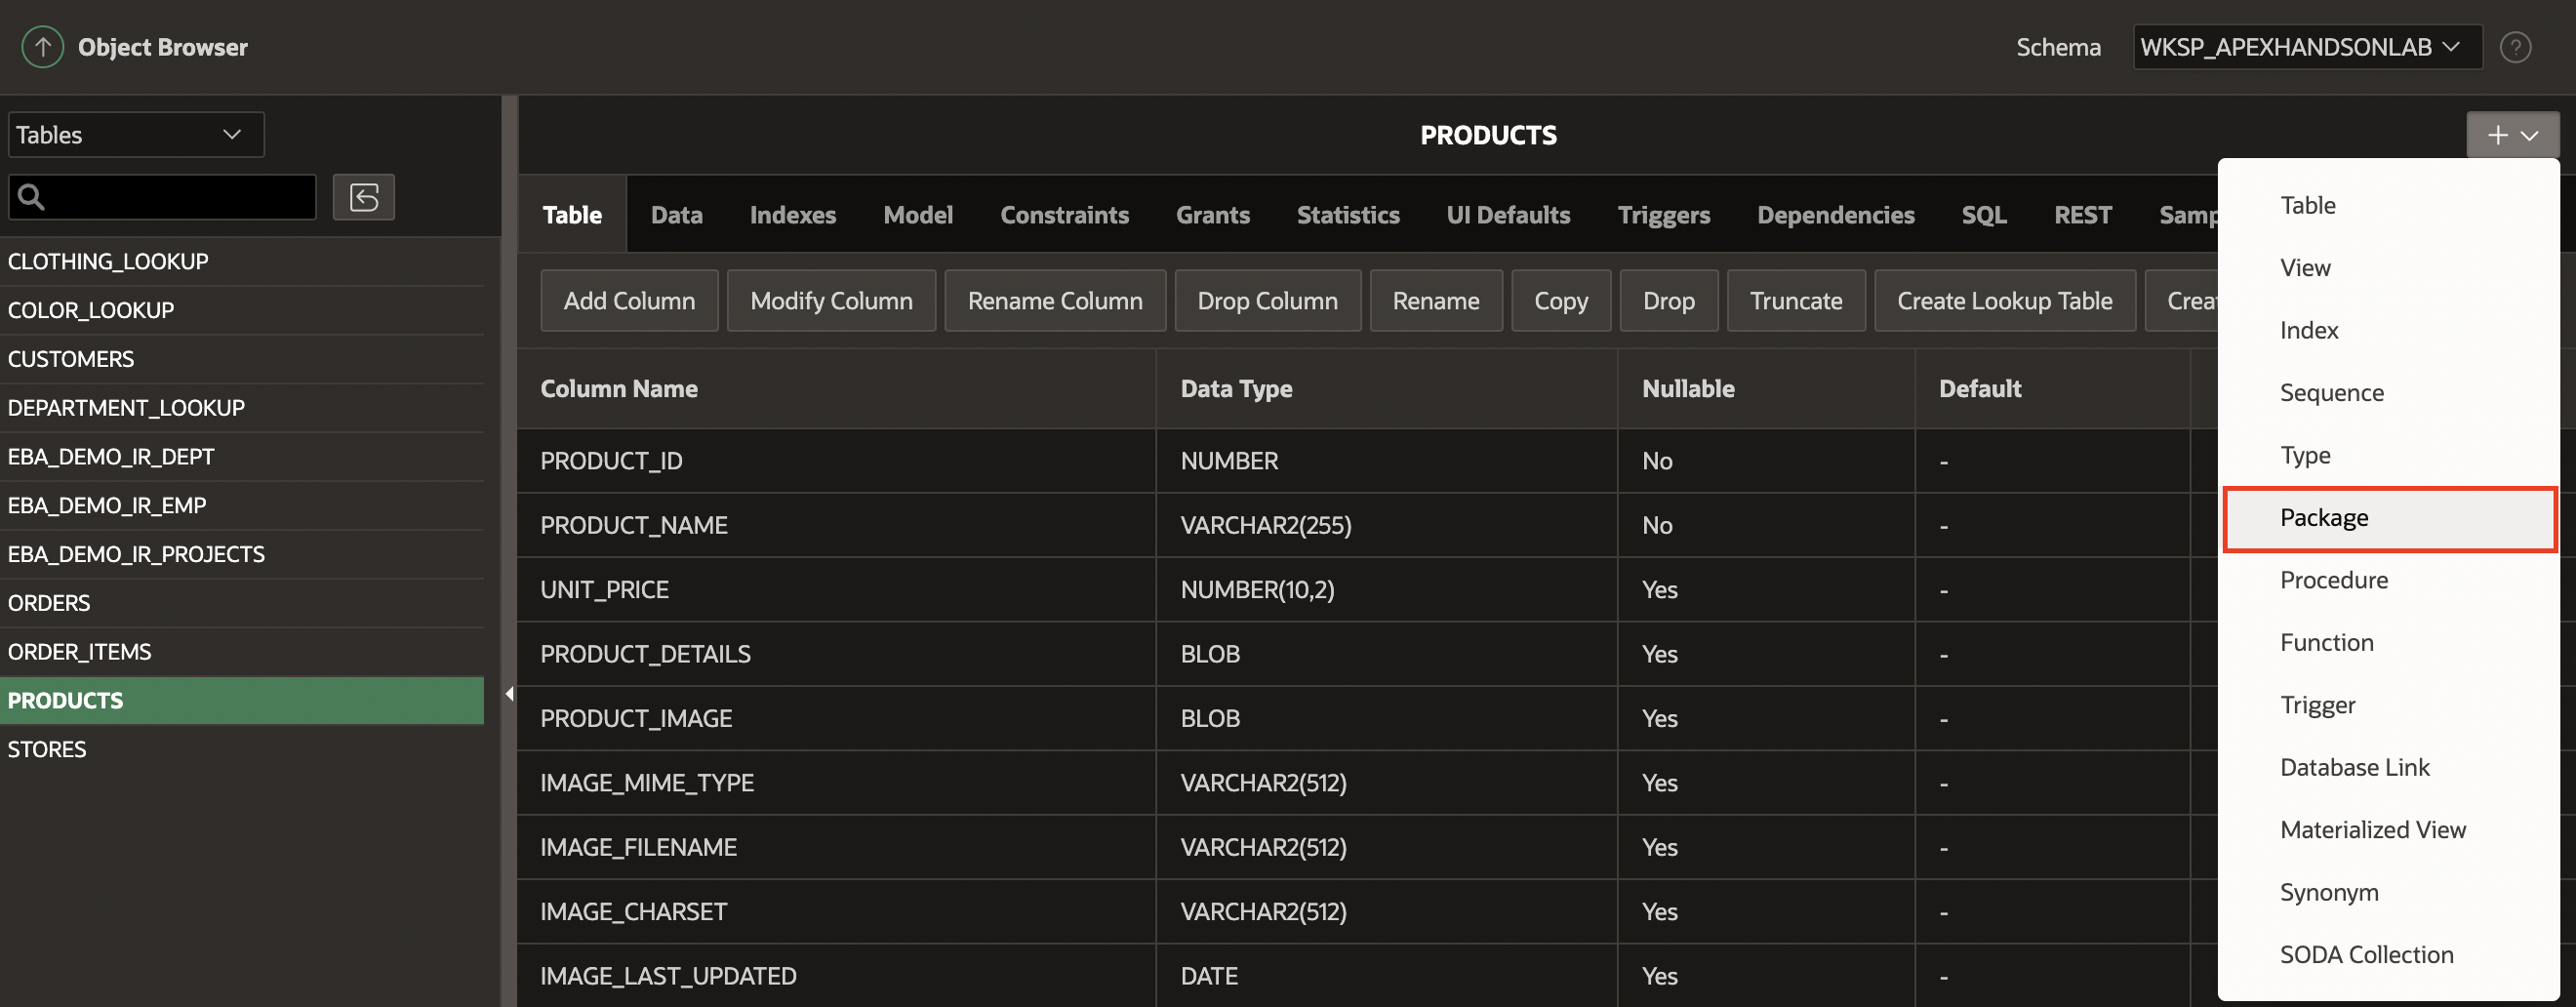 Object Browser
Schema WKSP_APEXHANDSONLAB
Tables
CLOTHING_LOOKUP
COLOR_LOOKUP
CUSTOMERS
DEPARTMENT_LOOKUP
EBA_DEMO_IR_DEPT
EBA_DEMO_IR_EMP
EBA_DEMO_IR_PROJECTS
ORDERS
ORDER_ITEMS
PRODUCTS
STORES
PRODUCTS
Table Data Indexes Model Constraints Grants Statistics UI Defaults Triggers Dependencies SQL REST Samp
Add Column Modify Column Rename Column Drop Column Rename Copy Drop Truncate Create Lookup Table Creat
Column Name Data Type Nullable Default
PRODUCT_ID NUMBER No -
PRODUCT_NAME VARCHAR2(255) No -
UNIT_PRICE NUMBER(10,2) Yes -
PRODUCT_DETAILS BLOB Yes -
PRODUCT_IMAGE BLOB Yes -
IMAGE_MIME_TYPE VARCHAR2(512) Yes -
IMAGE_FILENAME VARCHAR2(512) Yes -
IMAGE_CHARSET VARCHAR2(512) Yes -
IMAGE_LAST_UPDATED DATE Yes -
Table
View
Index
Sequence
Type
Package
Procedure
Function
Trigger
Database Link
Materialized View
Synonym
SODA Collection